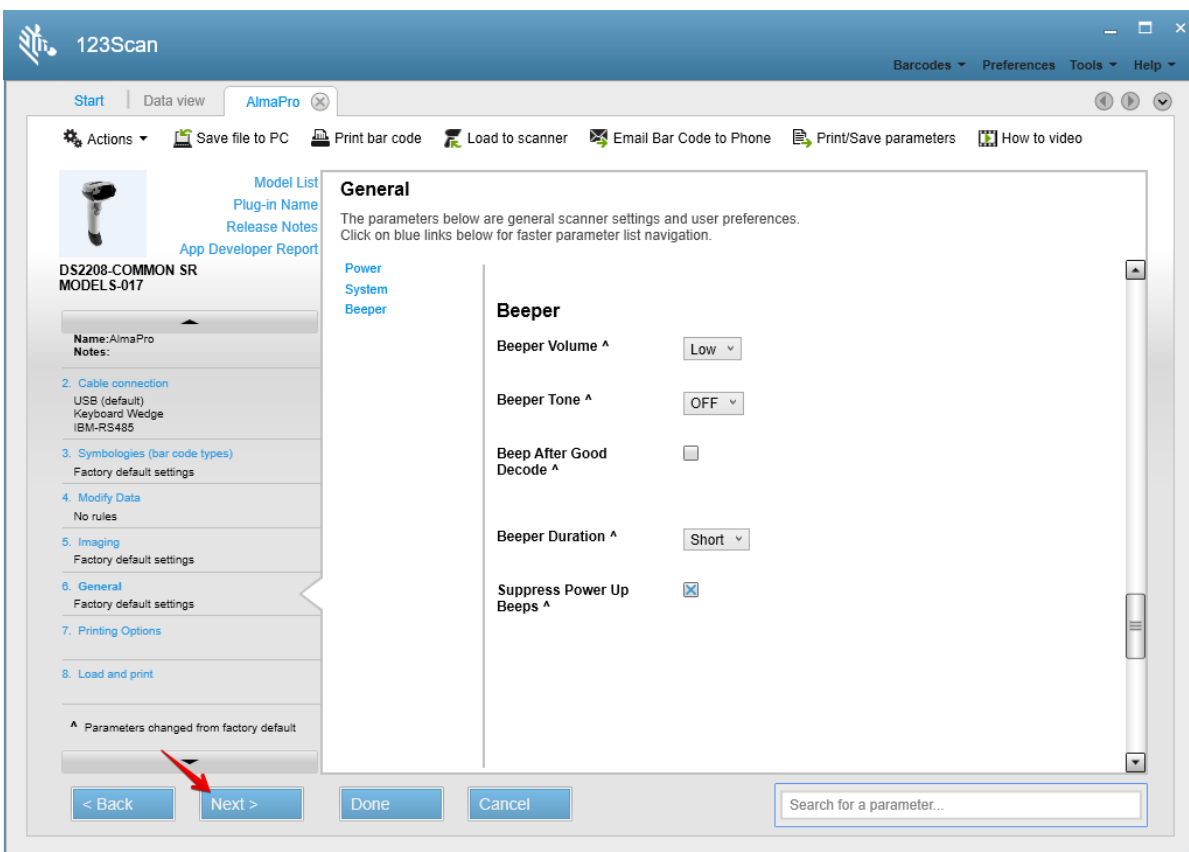 123Scan
Barcodes Preferences Tools Help
Start Data view AlmaPro
Actions Save file to PC Print bar code Load to scanner Email Bar Code to Phone Print/Save parameters How to video
Model List
Plug-in Name
Release Notes
App Developer Report
DS2208-COMMON SR
MODELS-017
Name:AlmaPro
Notes:
2. Cable connection
USB (default)
Keyboard Wedge
IBM-RS485
3. Symbologies (bar code types)
Factory default settings
4. Modify Data
No rules
5. Imaging
Factory default settings
6. General
Factory default settings
7. Printing Options
8. Load and print
^ Parameters changed from factory default
General
The parameters below are general scanner settings and user preferences.
Click on blue links below for faster parameter list navigation.
Power
System
Beeper
Beeper
Beeper Volume ^ Low
Beeper Tone ^ OFF
Beep After Good
Decode ^
Beeper Duration ^ Short
Suppress Power Up
Beeps ^
< Back Next > Done Cancel Search for a parameter...